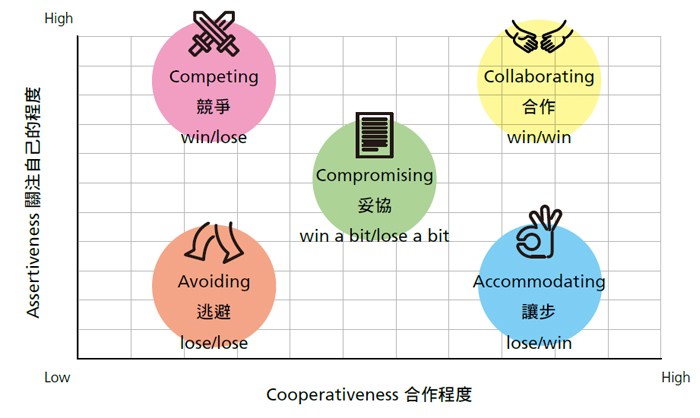 High
Competing
競爭
win/lose
Collaborating
合作
win/win
Compromising
妥協
win a bit/lose a bit
Avoiding
逃避
lose/lose
Accommodating
讓步
lose/win
Assertiveness 關注自己的程度
Low
High
Cooperativeness 合作程度